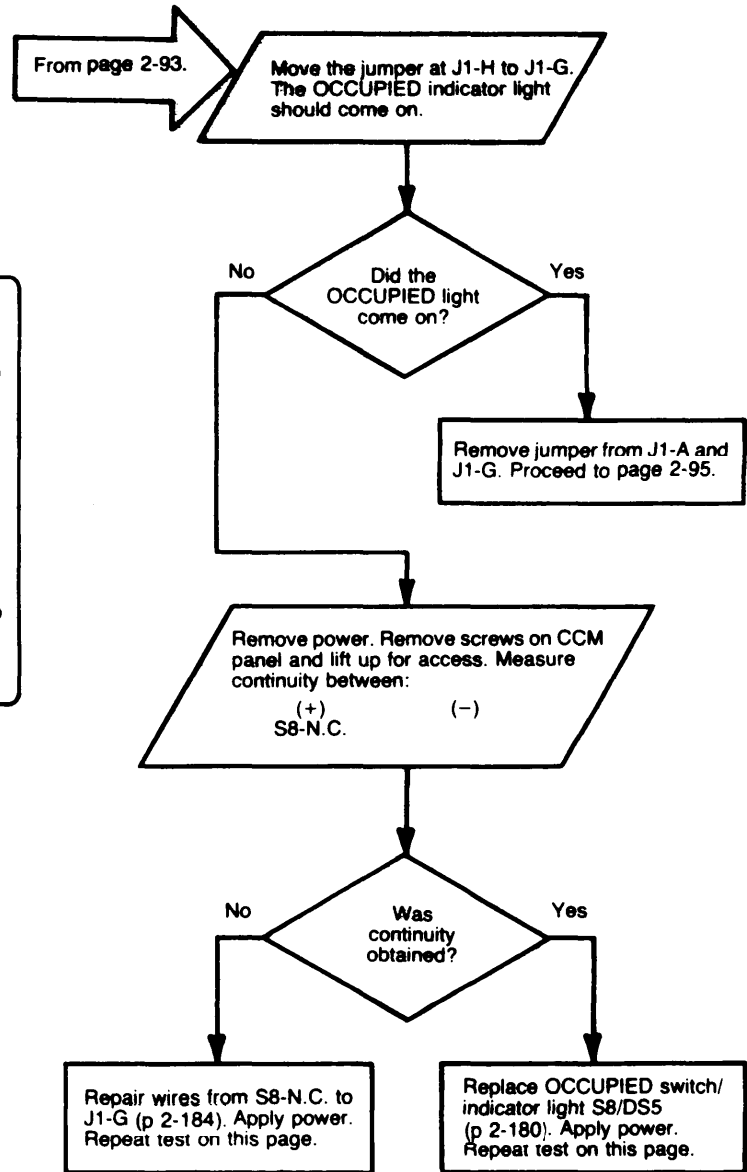 From page 2-93.
Move the jumper at J1-H to J1-G.
The OCCUPIED indicator light
should come on.
No
Did the
OCCUPIED light
come on?
Yes
Remove jumper from J1-A and
J1-G. Proceed to page 2-95.
Remove power. Remove screws on CCM
panel and lift up for access. Measure
continuity between:
(+) (−)
S8-N.C.
No
Was
continuity
obtained?
Yes
Repair wires from S8-N.C. to
J1-G (p 2-184). Apply power.
Repeat test on this page.
Replace OCCUPIED switch/
indicator light S8/DS5
(p 2-180). Apply power.
Repeat test on this page.